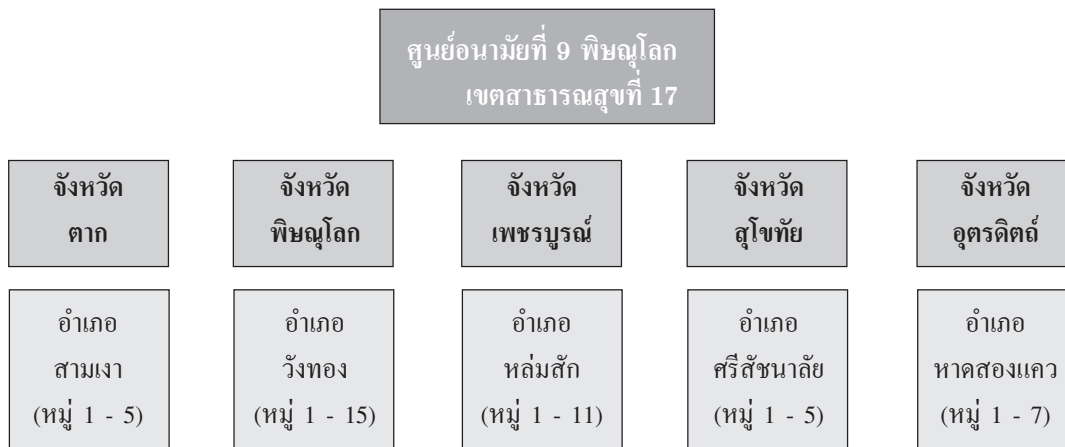 ศูนย์อนามัยที่ 9 พิษณุโลก
เขตสาธารณสุขที่ 17
จังหวัด
ตาก
จังหวัด
พิษณุโลก
จังหวัด
เพชรบูรณ์
จังหวัด
สุโขทัย
จังหวัด
อุตรดิตถ์
อำเภอ
สามเงา
(หมู่ 1 - 5)
อำเภอ
วังทอง
(หมู่ 1 - 15)
อำเภอ
หล่มสัก
(หมู่ 1 - 11)
อำเภอ
ศรีสัชนาลัย
(หมู่ 1 - 5)
อำเภอ
หาดสองแคว
(หมู่ 1 - 7)